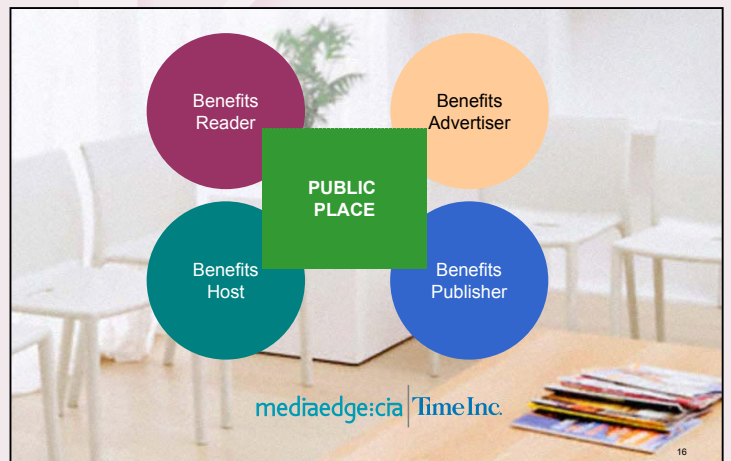 Benefits
Reader
Benefits
Advertiser
PUBLIC
PLACE
Benefits
Host
Benefits
Publisher
mediaedge:cia
Time Inc.
16